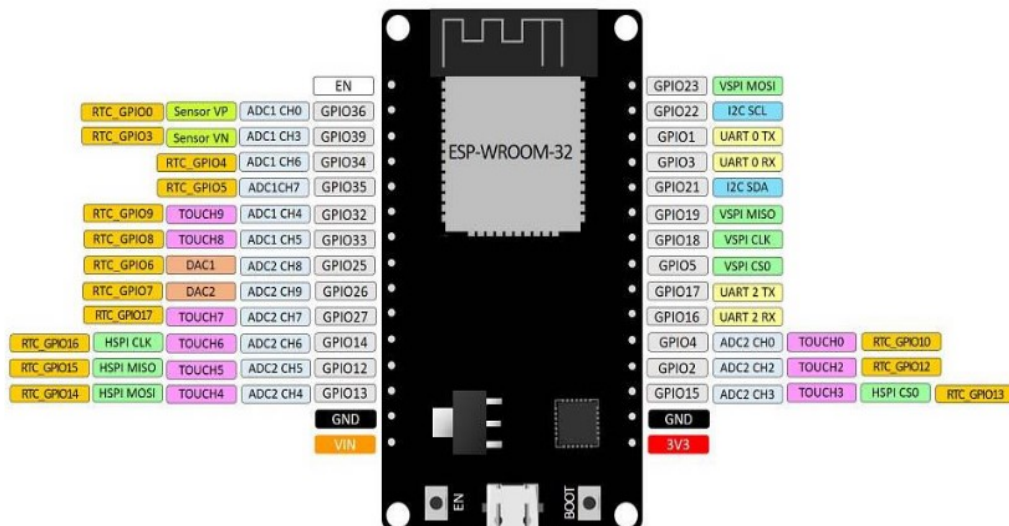 EN GPIO23 VSPI MOSI
RTC_GPIO0 Sensor VP ADC1 CH0 GPIO36 GPIO22 I2C SCL
RTC_GPIO3 Sensor VN ADC1 CH3 GPIO39 GPIO1 UART 0 TX
RTC_GPIO4 ADC1 CH6 GPIO34 ESP-WROOM-32 GPIO3 UART 0 RX
RTC_GPIO5 ADC1CH7 GPIO35 GPIO21 I2C SDA
RTC_GPIO9 TOUCH9 ADC1 CH4 GPIO32 GPIO19 VSPI MISO
RTC_GPIO8 TOUCH8 ADC1 CH5 GPIO33 GPIO18 VSPI CLK
RTC_GPIO6 DAC1 ADC2 CH8 GPIO25 GPIO5 VSPI CS0
RTC_GPIO7 DAC2 ADC2 CH9 GPIO26 GPIO17 UART 2 TX
RTC_GPIO17 TOUCH7 ADC2 CH7 GPIO27 GPIO16 UART 2 RX
RTC_GPIO16 HSPI CLK TOUCH6 ADC2 CH6 GPIO14 GPIO4 ADC2 CH0 TOUCH0 RTC_GPIO10
RTC_GPIO15 HSPI MISO TOUCH5 ADC2 CH5 GPIO12 GPIO2 ADC2 CH2 TOUCH2 RTC_GPIO12
RTC_GPIO14 HSPI MOSI TOUCH4 ADC2 CH4 GPIO13 GPIO15 ADC2 CH3 TOUCH3 HSPI CS0 RTC_GPIO13
GND GND
VIN 3V3
EN BOOT